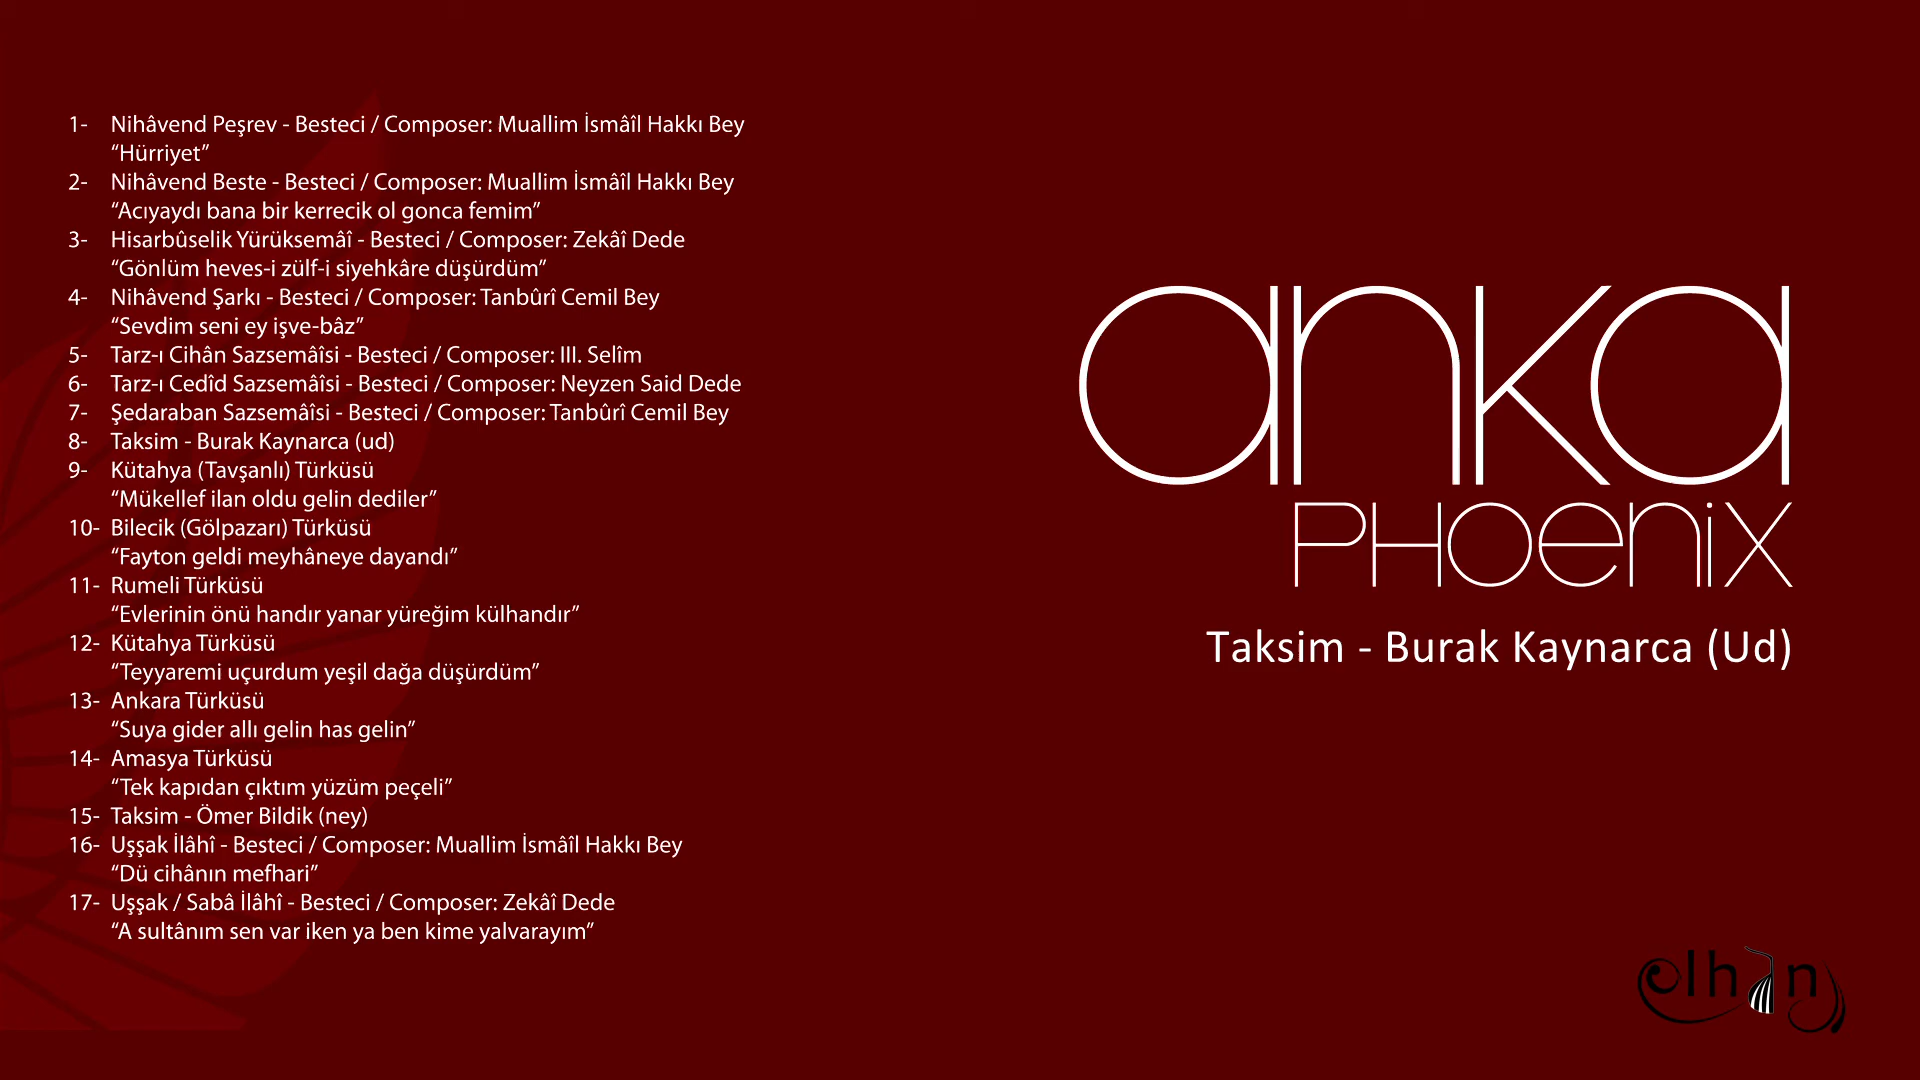 1- Nihâvend Peşrev - Besteci / Composer: Muallim İsmâîl Hakkı Bey
“Hürriyet”
2- Nihâvend Beste - Besteci / Composer: Muallim İsmâîl Hakkı Bey
“Acıyaydı bana bir kerrecik ol gonca femim”
3- Hisarbûselik Yürüksemâî - Besteci / Composer: Zekâî Dede
“Gönlüm heves-i zülf-i siyehkâre düşürdüm”
4- Nihâvend Şarkı - Besteci / Composer: Tanbûrî Cemil Bey
“Sevdim seni ey işve-bâz”
5- Tarz-ı Cihân Sazsemâîsi - Besteci / Composer: III. Selîm
6- Tarz-ı Cedîd Sazsemâîsi - Besteci / Composer: Neyzen Said Dede
7- Şedaraban Sazsemâîsi - Besteci / Composer: Tanbûrî Cemil Bey
8- Taksim - Burak Kaynarca (ud)
9- Kütahya (Tavşanlı) Türküsü
“Mükellef ilan oldu gelin dediler”
10- Bilecik (Gölpazarı) Türküsü
“Fayton geldi meyhâneye dayandı”
11- Rumeli Türküsü
“Evlerinin önü handır yanar yüreğim külhandır”
12- Kütahya Türküsü
“Teyyaremi uçurdum yeşil dağa düşürdüm”
13- Ankara Türküsü
“Suya gider allı gelin has gelin”
14- Amasya Türküsü
“Tek kapıdan çıktım yüzüm peçeli”
15- Taksim - Ömer Bildik (ney)
16- Uşşak İlâhî - Besteci / Composer: Muallim İsmâîl Hakkı Bey
“Dü cihânın mefhari”
17- Uşşak / Sabâ İlâhî - Besteci / Composer: Zekâî Dede
“A sultânım sen var iken ya ben kime yalvarayım”
anka
PHoeniX
Taksim - Burak Kaynarca (Ud)
elhân